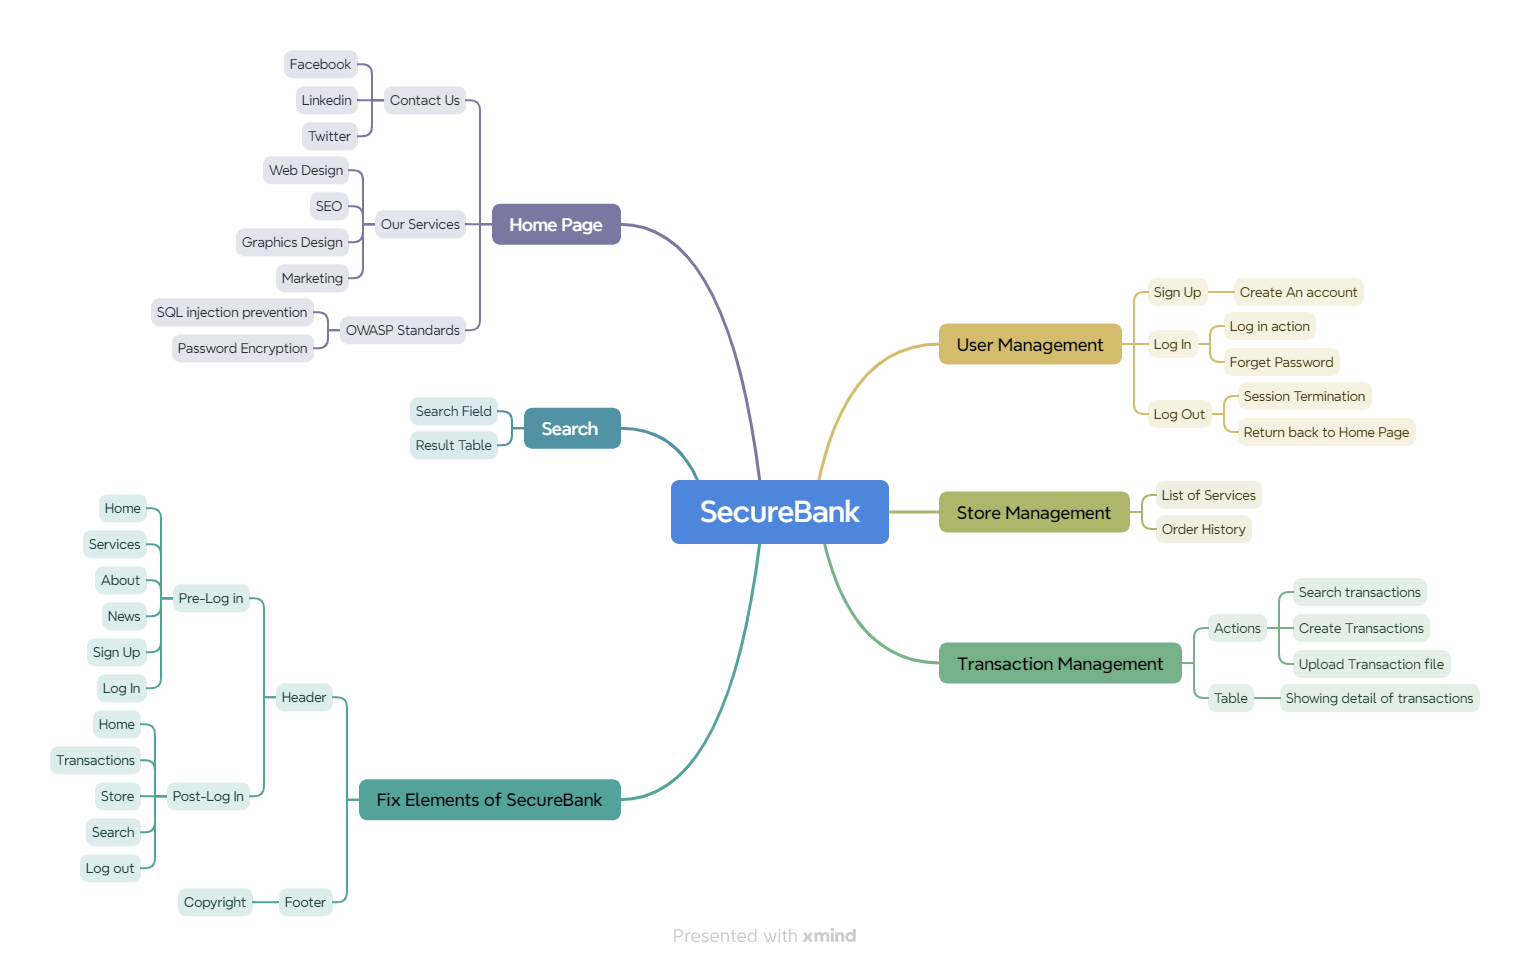 SecureBank
Home Page
Contact Us
Facebook
Linkedin
Twitter
Our Services
Web Design
SEO
Graphics Design
Marketing
OWASP Standards
SQL injection prevention
Password Encryption
Search
Search Field
Result Table
Fix Elements of SecureBank
Header
Pre-Log in
Home
Services
About
News
Sign Up
Log In
Post-Log In
Home
Transactions
Store
Search
Log out
Footer
Copyright
User Management
Sign Up
Create An account
Log In
Log in action
Forget Password
Log Out
Session Termination
Return back to Home Page
Store Management
List of Services
Order History
Transaction Management
Actions
Search transactions
Create Transactions
Upload Transaction file
Table
Showing detail of transactions
Presented with xmind